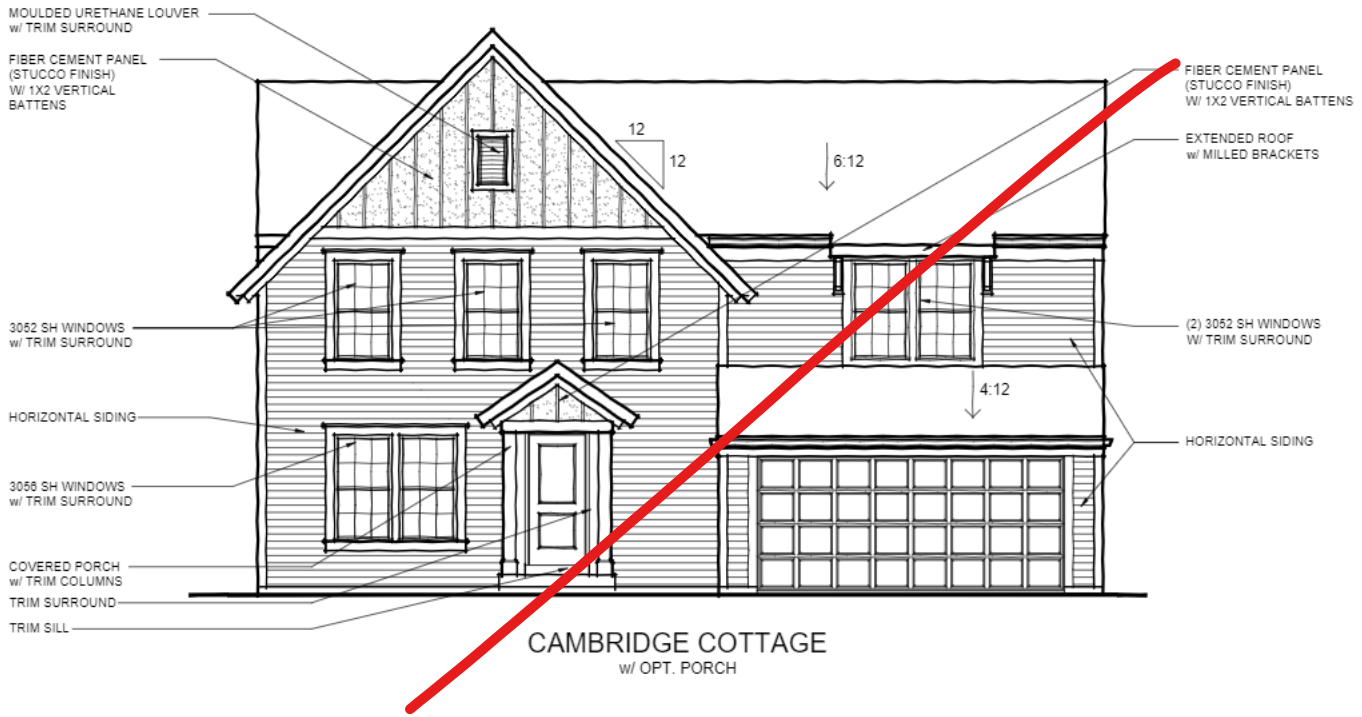 MOULDED URETHANE LOUVER
w/ TRIM SURROUND
FIBER CEMENT PANEL
(STUCCO FINISH)
W/ 1X2 VERTICAL
BATTENS
3052 SH WINDOWS
w/ TRIM SURROUND
HORIZONTAL SIDING
3056 SH WINDOWS
w/ TRIM SURROUND
COVERED PORCH
w/ TRIM COLUMNS
TRIM SURROUND
TRIM SILL
12
12
6:12
4:12
FIBER CEMENT PANEL
(STUCCO FINISH)
W/ 1X2 VERTICAL BATTENS
EXTENDED ROOF
w/ MILLED BRACKETS
(2) 3052 SH WINDOWS
W/ TRIM SURROUND
HORIZONTAL SIDING
CAMBRIDGE COTTAGE
w/ OPT. PORCH